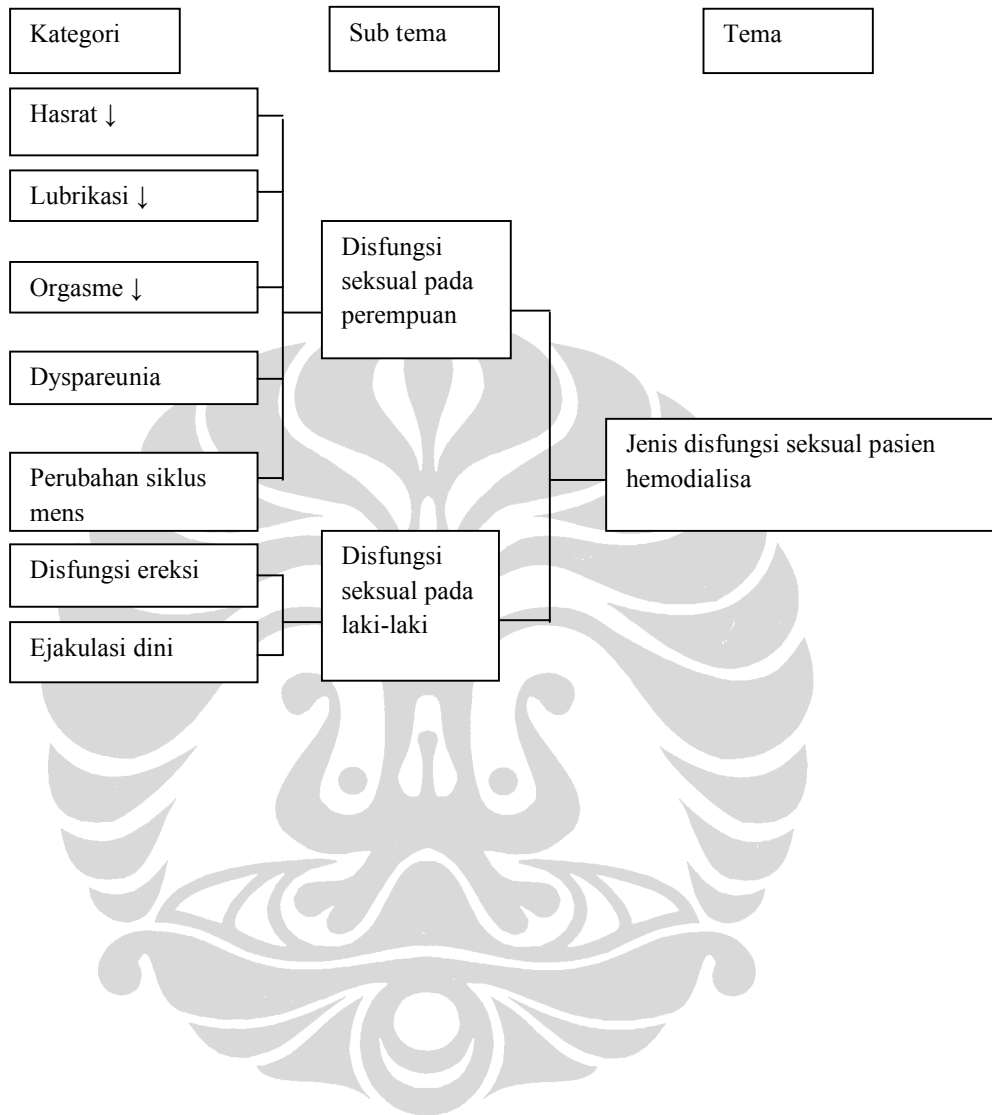 Kategori
Sub tema
Tema
Hasrat ↓
Lubrikasi ↓
Orgasme ↓
Dyspareunia
Perubahan siklus
mens
Disfungsi
seksual pada
perempuan
Disfungsi ereksi
Ejakulasi dini
Disfungsi
seksual pada
laki-laki
Jenis disfungsi seksual pasien
hemodialisa